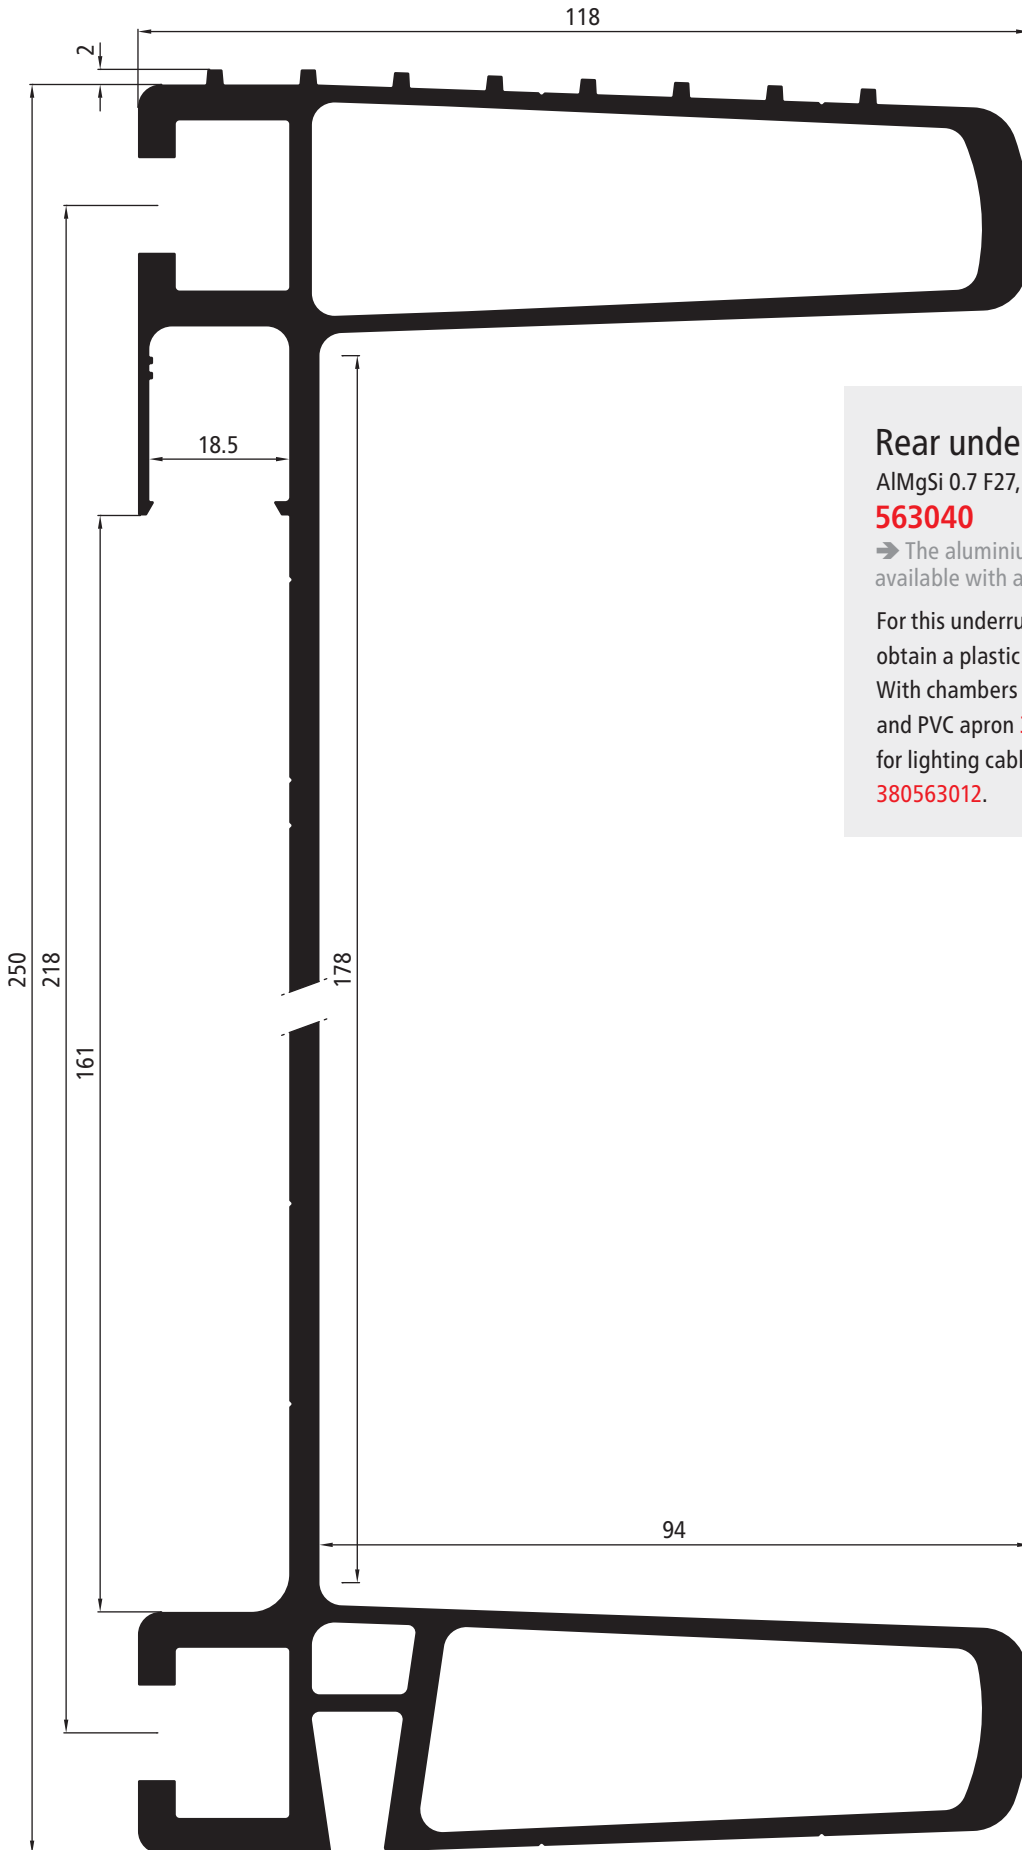 118
2
18.5
Rear unde
AlMgSi 0.7 F27,
563040
➔ The aluminiu
available with a
For this underru
obtain a plastic
With chambers
and PVC apron
for lighting cabl
380563012.
250
218
178
161
94